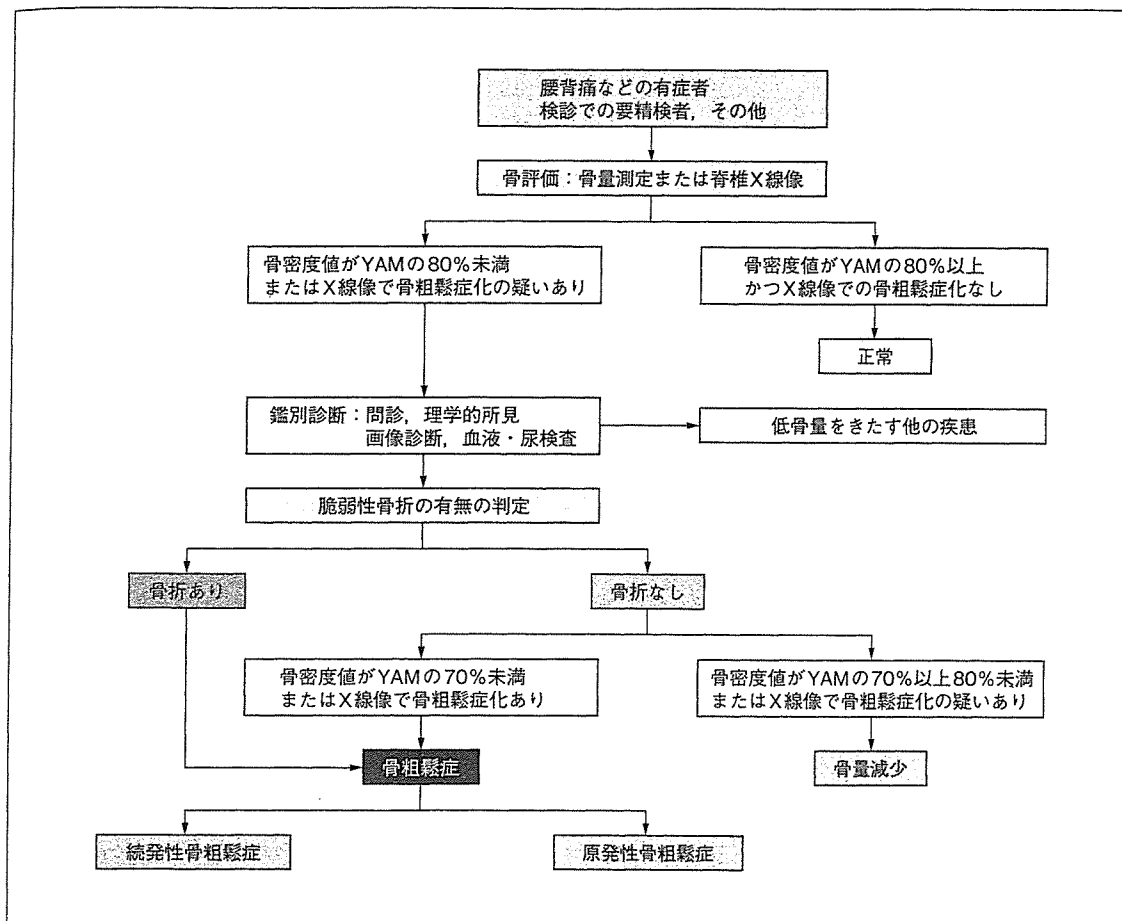 腰背痛などの有症者
検診での要精検者，その他
骨評価：骨量測定または脊椎X線像
骨密度値がYAMの80%未満
またはX線像で骨粗鬆症化の疑いあり
骨密度値がYAMの80%以上
かつX線像での骨粗鬆症化なし
正常
鑑別診断：問診，理学的所見
画像診断，血液・尿検査
低骨量をきたす他の疾患
脆弱性骨折の有無の判定
骨折あり
骨折なし
骨密度値がYAMの70%未満
またはX線像で骨粗鬆症化あり
骨密度値がYAMの70%以上80%未満
またはX線像で骨粗鬆症化の疑いあり
骨粗鬆症
骨量減少
続発性骨粗鬆症
原発性骨粗鬆症